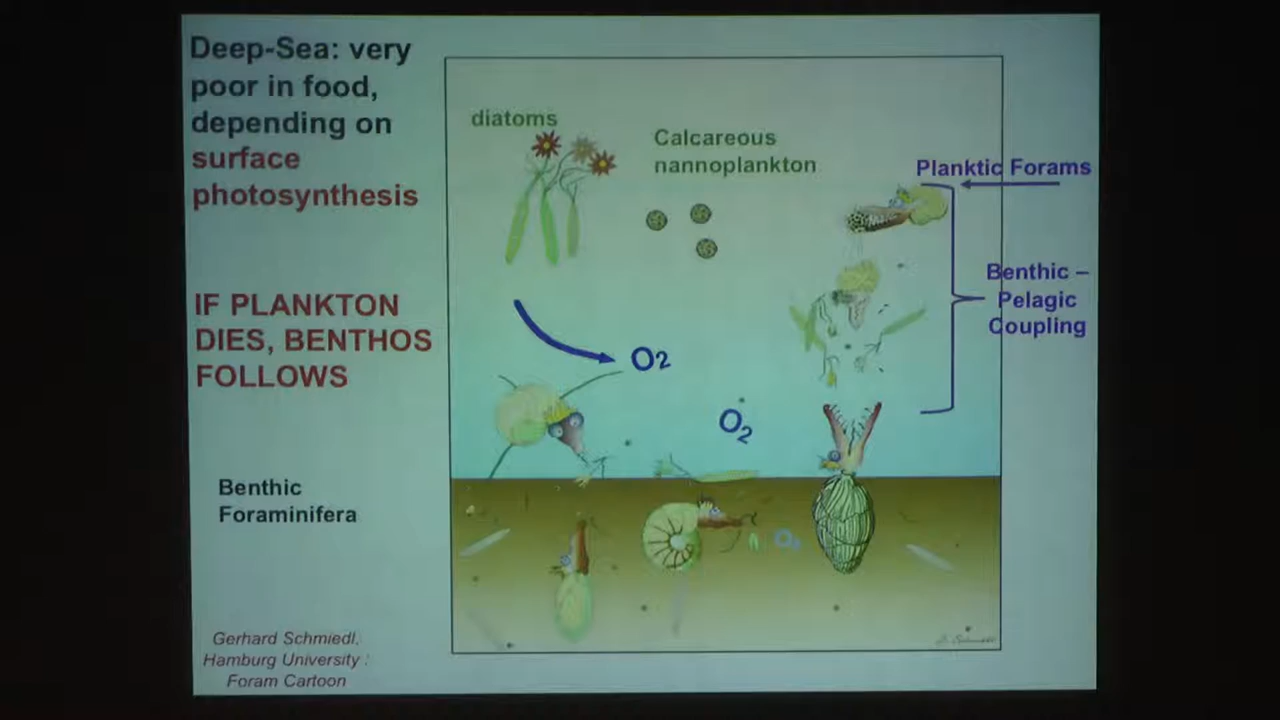 Deep-Sea: very
poor in food,
depending on
surface
photosynthesis
IF PLANKTON
DIES, BENTHOS
FOLLOWS
Benthic
Foraminifera
Gerhard Schmiedl,
Hamburg University :
Foram Cartoon
diatoms
Calcareous
nannoplankton
Planktic Forams
Benthic –
Pelagic
Coupling
O2
O2
O2